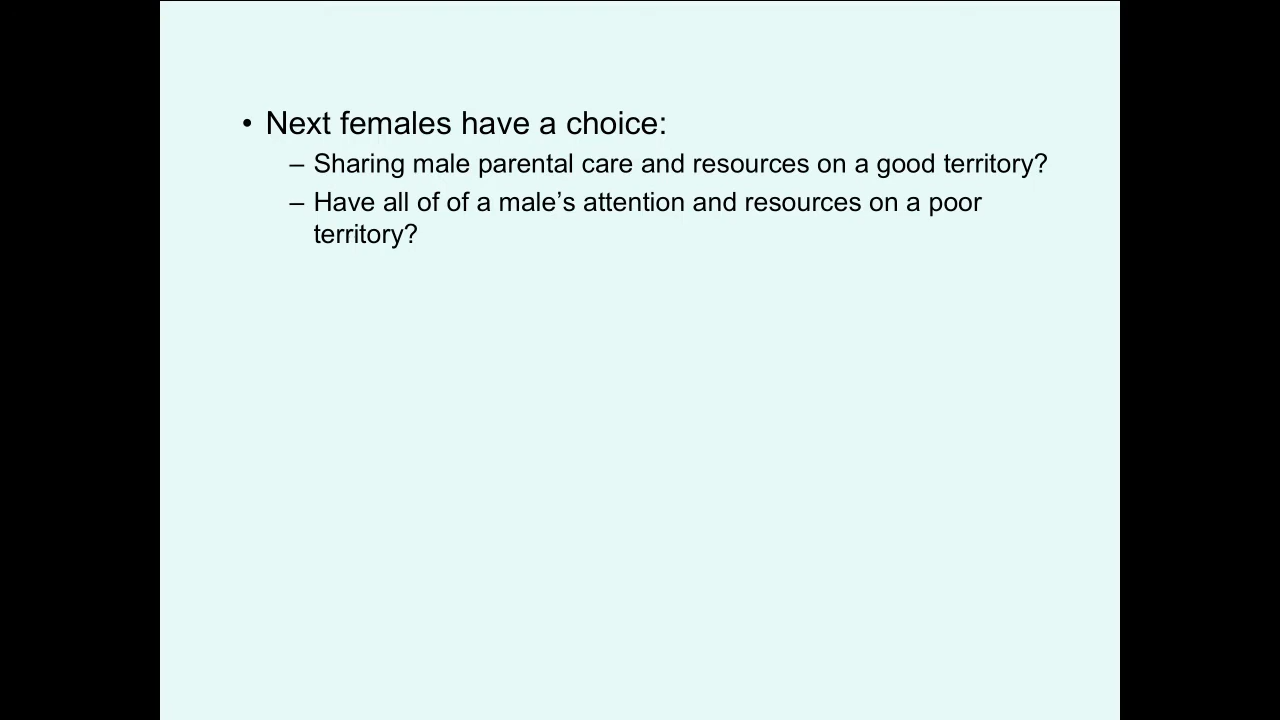 • Next females have a choice:
– Sharing male parental care and resources on a good territory?
– Have all of of a male’s attention and resources on a poor
territory?